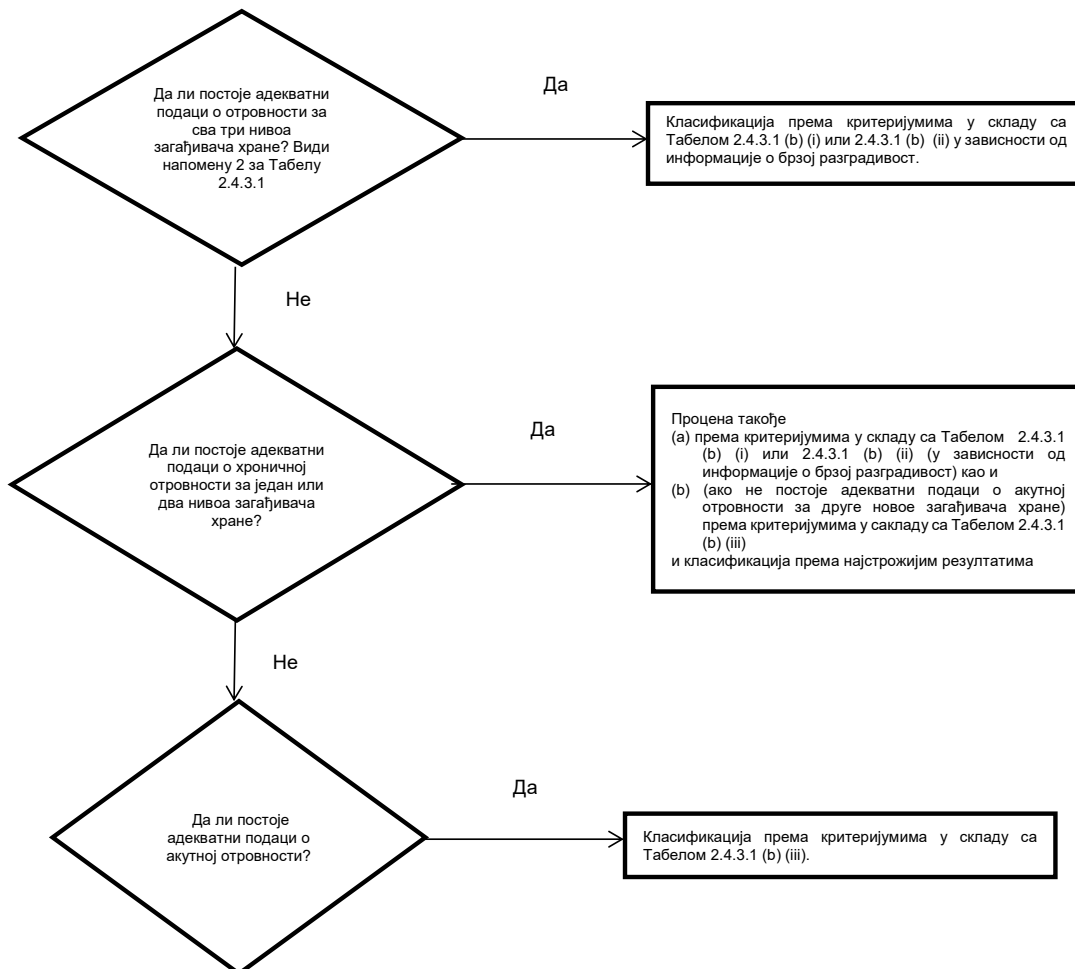 Да ли постоје адекватни
подаци о отровности за
сва три нивоа
загађивача хране? Види
напомену 2 за Табелу
2.4.3.1
Да
Класификација према критеријумима у складу са
Табелом 2.4.3.1 (b) (i) или 2.4.3.1 (b) (ii) у зависности од
информације о брзој разградивост.
Не
Да ли постоје адекватни
подаци о хроничној
отровности за један или
два нивоа загађивача
хране?
Да
Процена такође
(a) према критеријумима у складу са Табелом 2.4.3.1
(b) (i) или 2.4.3.1 (b) (ii) (у зависности од
информације о брзој разградивост) као и
(b) (ако не постоје адекватни подаци о акутној
отровности за друге новое загађивача хране)
према критеријумима у сакладу са Табелом 2.4.3.1
(b) (iii)
и класификација према најстрожијим резултатима
Не
Да ли постоје
адекватни подаци о
акутној отровности?
Да
Класификација према критеријумима у складу са
Табелом 2.4.3.1 (b) (iii).